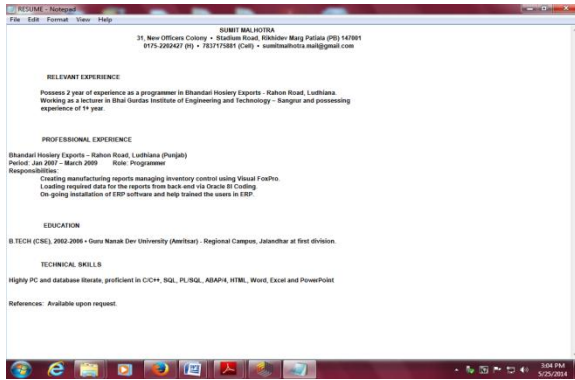 RESUME - Notepad
File Edit Format View Help
SUMIT MALHOTRA
31, New Officers Colony • Stadium Road, Rikhidev Marg Patiala (PB) 147001
0175-2202427 (H) • 7837175881 (Cell) • sumitmalhotra.mail@gmail.com
RELEVANT EXPERIENCE
Possess 2 year of experience as a programmer in Bhandari Hosiery Exports - Rahon Road, Ludhiana.
Working as a lecturer in Bhai Gurdas Institute of Engineering and Technology – Sangrur and possessing
experience of 1+ year.
PROFESSIONAL EXPERIENCE
Bhandari Hosiery Exports – Rahon Road, Ludhiana (Punjab)
Period: Jan 2007 – March 2009 Role: Programmer
Responsibilities:
Creating manufacturing reports managing inventory control using Visual FoxPro.
Loading required data for the reports from back-end via Oracle 8i Coding.
On-going installation of ERP software and help trained the users in ERP.
EDUCATION
B.TECH (CSE), 2002-2006 • Guru Nanak Dev University (Amritsar) - Regional Campus, Jalandhar at first division.
TECHNICAL SKILLS
Highly PC and database literate, proficient in C/C++, SQL, PL/SQL, ABAP/4, HTML, Word, Excel and PowerPoint
References: Available upon request.
3:04 PM
5/25/2014